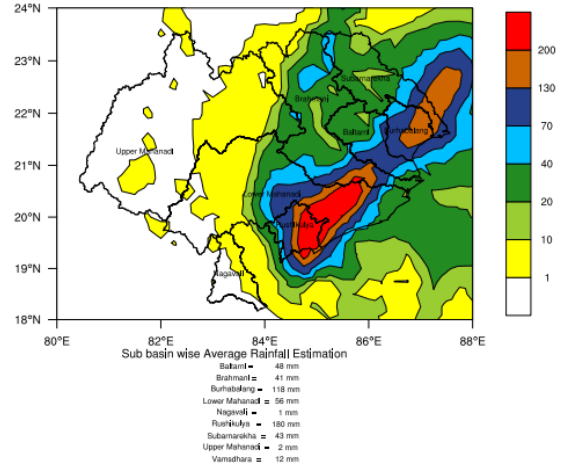 24°N
23°N
22°N
21°N
20°N
19°N
18°N
80°E 82°E 84°E 86°E 88°E
Subarnarekha
Brahmnaj
Baitarni
Burhabalang
Upper Mahanadi
Lower Mahanadi
Rushikulya
Nagavali
200
130
70
40
20
10
1
Sub basin wise Average Rainfall Estimation
Baitarni = 48 mm
Brahmani = 41 mm
Burhabalang = 118 mm
Lower Mahanadi = 56 mm
Nagavali = 1 mm
Rushikulya = 180 mm
Subarnarekha = 43 mm
Upper Mahanadi = 2 mm
Vamsdhara = 12 mm